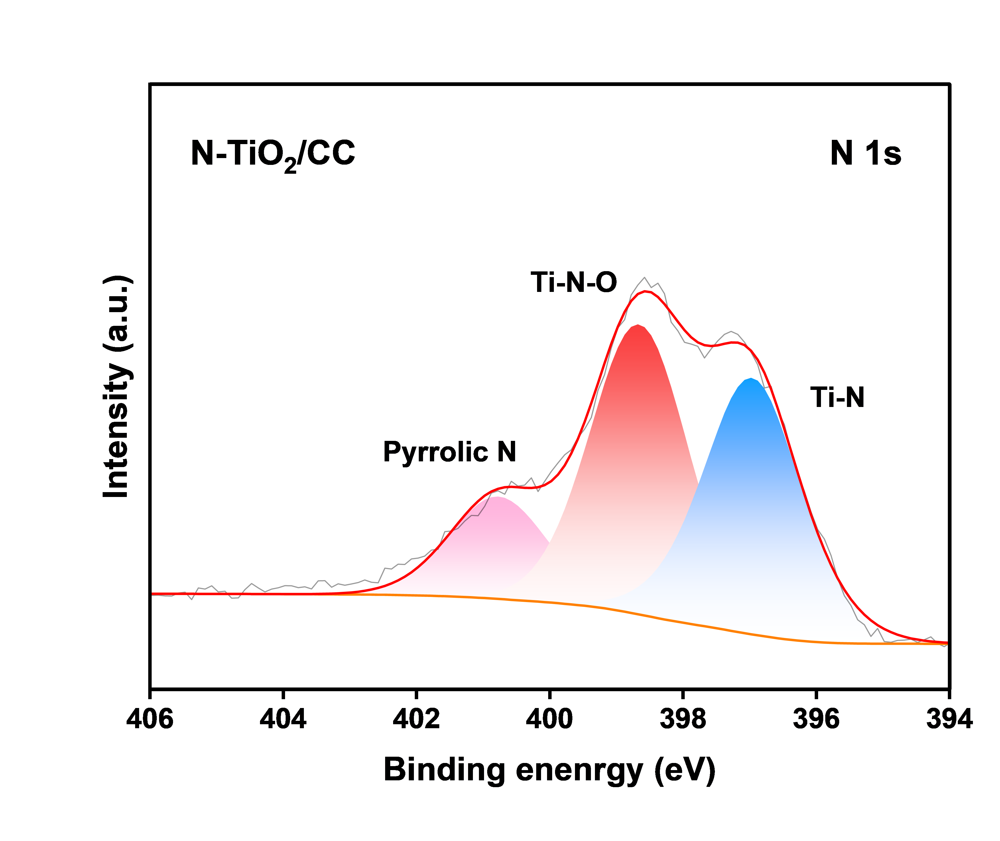 N-TiO₂/CC
N 1s
Ti-N-O
Ti-N
Pyrrolic N
Intensity (a.u.)
406 404 402 400 398 396 394
Binding enenrgy (eV)